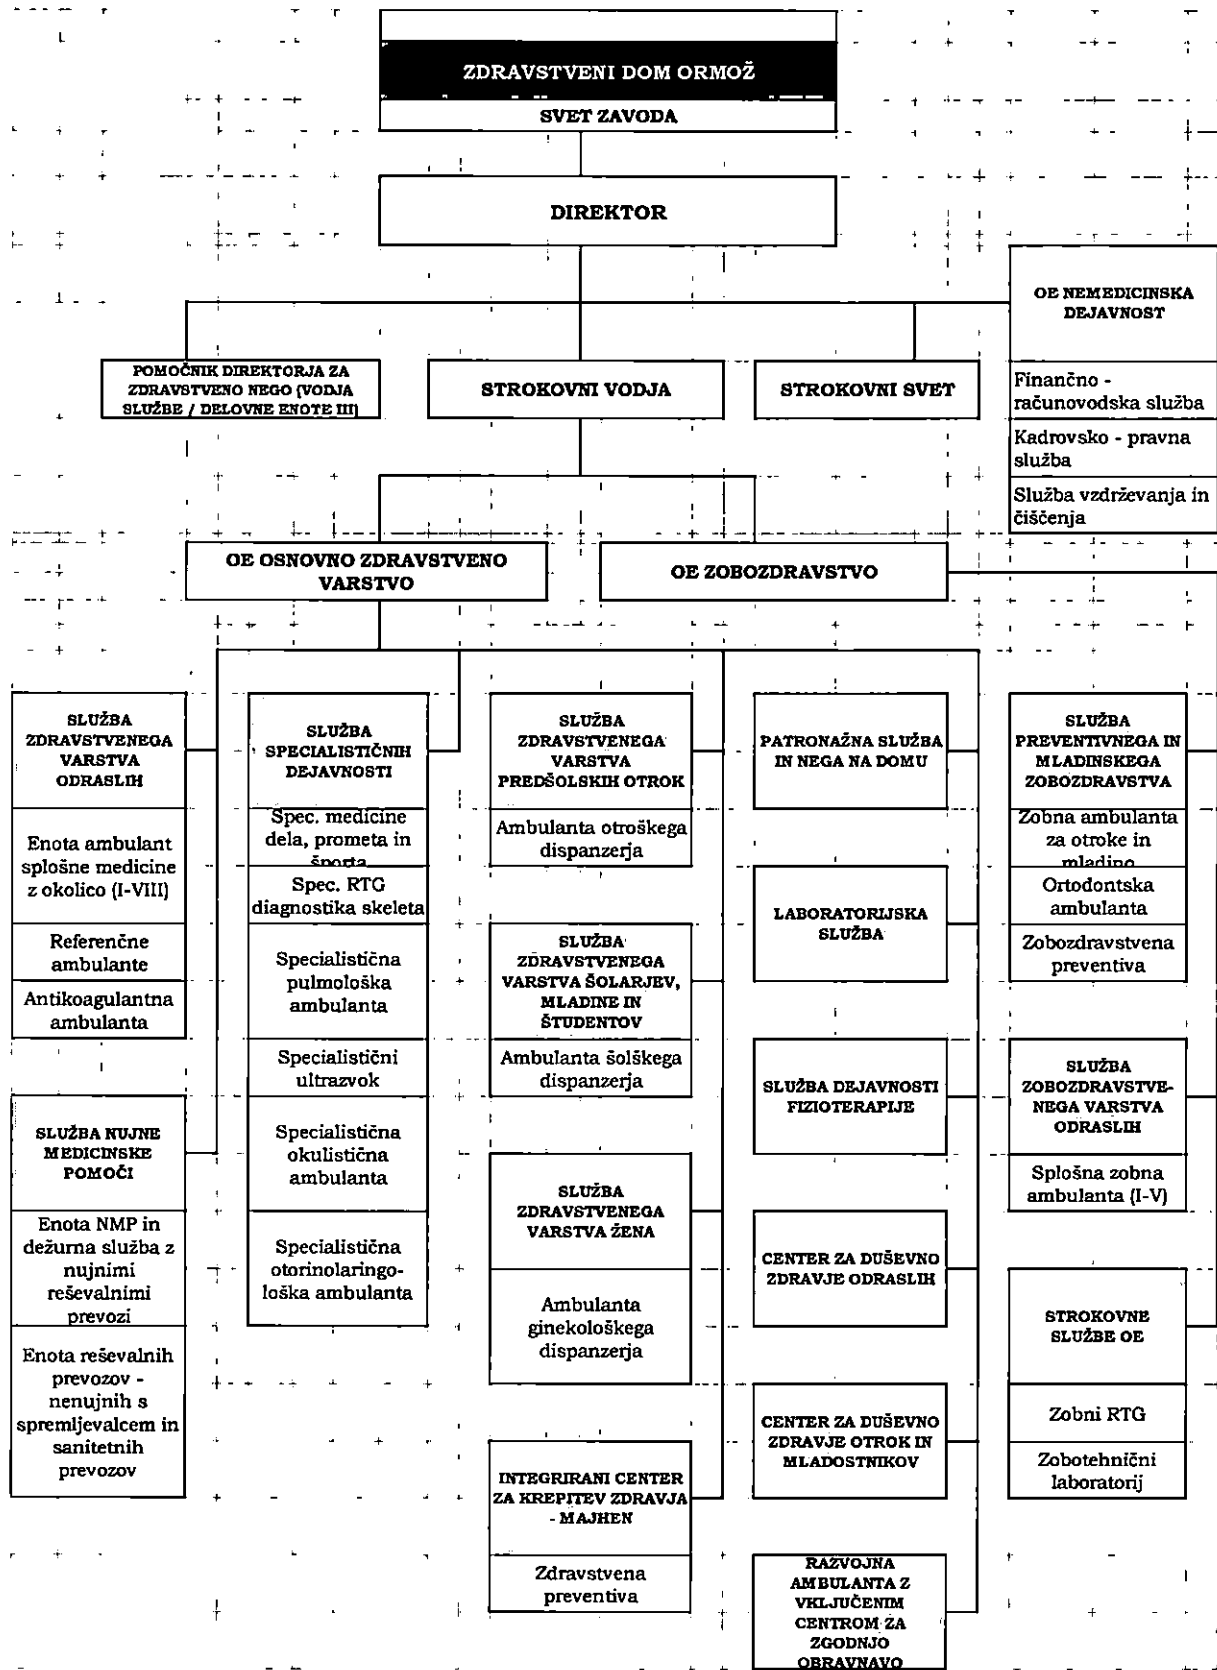 ZDRAVSTVENI DOM ORMOŽ
SVET ZAVODA
DIREKTOR
OE NEMEDICINSKA
DEJAVNOST
Finančno -
računovodska služba
Kadrovsko - pravna
služba
Služba vzdrževanja in
čiščenja
POMOČNIK DIREKTORJA ZA
ZDRAVSTVENO NEGO (VODJA
SLUŽBE / DELOVNE ENOTE III)
STROKOVNI VODJA
STROKOVNI SVET
OE OSNOVNO ZDRAVSTVENO
VARSTVO
OE ZOBOZDRAVSTVO
SLUŽBA
ZDRAVSTVENEGA
VARSTVA
ODRASLIH
Enota ambulant
splošne medicine
z okolico (I-VIII)
Referenčne
ambulante
Antikoagulantna
ambulanta
SLUŽBA NUJNE
MEDICINSKE
POMOČI
Enota NMP in
dežurna služba z
nujnimi
reševalnimi
prevozi
Enota reševalnih
prevozov -
nenujnih s
spremljevalcem in
sanitetnih
prevozov
SLUŽBA
SPECIALISTIČNIH
DEJAVNOSTI
Spec. medicine
dela, prometa in
športa
Spec. RTG
diagnostika skeleta
Specialistična
pulmološka
ambulanta
Specialistični
ultrazvok
Specialistična
okulistična
ambulanta
Specialistična
otorinolaringo-
loška ambulanta
SLUŽBA
ZDRAVSTVENEGA
VARSTVA
PREDŠOLSKIH OTROK
Ambulanta otroškega
dispanzerja
SLUŽBA
ZDRAVSTVENEGA
VARSTVA ŠOLARJEV,
MLADINE IN
ŠTUDENTOV
Ambulanta šolškega
dispanzerja
SLUŽBA
ZDRAVSTVENEGA
VARSTVA ŽENA
Ambulanta
ginekološkega
dispanzerja
INTEGRIRANI CENTER
ZA KREPITEV ZDRAVJA
- MAJHEN
Zdravstvena
preventiva
PATRONAŽNA SLUŽBA
IN NEGA NA DOMU
LABORATORIJSKA
SLUŽBA
SLUŽBA DEJAVNOSTI
FIZIOTERAPIJE
CENTER ZA DUŠEVNO
ZDRAVJE ODRASLIH
CENTER ZA DUŠEVNO
ZDRAVJE OTROK IN
MLADOSTNIKOV
RAZVOJNA
AMBULANTA Z
VKLJUČENIM
CENTROM ZA
ZGODNJO
OBRAVNAVO
SLUŽBA
PREVENTIVNEGA IN
MLADINSKEGA
ZOBOZDRAVSTVA
Zobna ambulanta
za otroke in
mladino
Ortodontska
ambulanta
Zobozdravstvena
preventiva
SLUŽBA
ZOBOZDRAVSTVE-
NEGA VARSTVA
ODRASLIH
Splošna zobna
ambulanta (I-V)
STROKOVNE
SLUŽBE OE
Zobni RTG
Zobotehnični
laboratorij